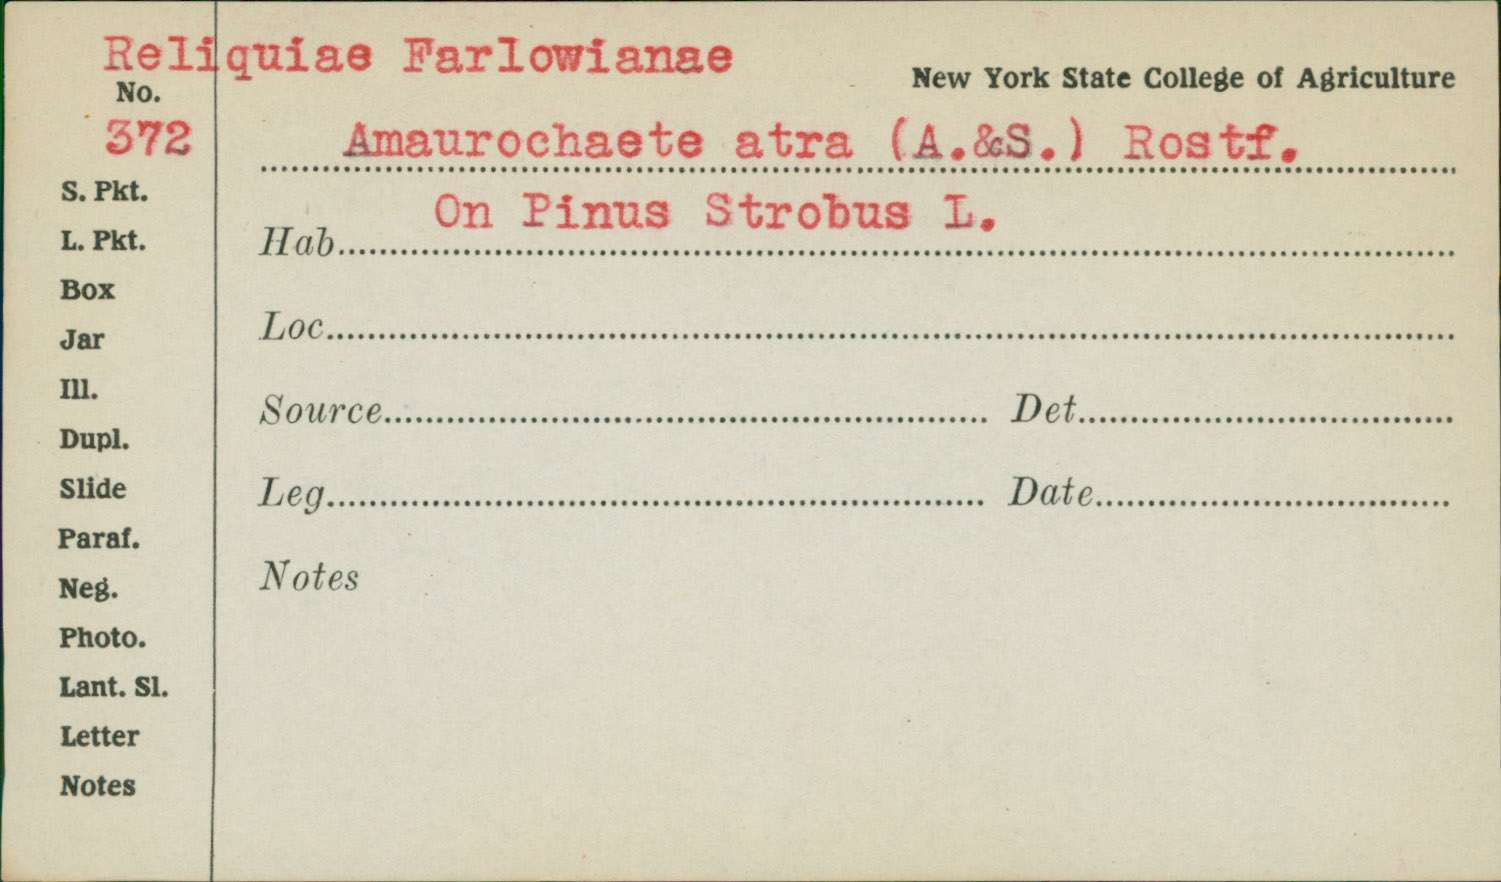 Reliquiae Farlowianae
No.
New York State College of Agriculture
372
Amaurochaete atra (A.&S.) Rostf.
On Pinus Strobus L.
S. Pkt.
L. Pkt.
Box
Jar
Ill.
Dupl.
Slide
Paraf.
Neg.
Photo.
Lant. Sl.
Letter
Notes
Hab.
Loc.
Source. Det.
Leg. Date.
Notes